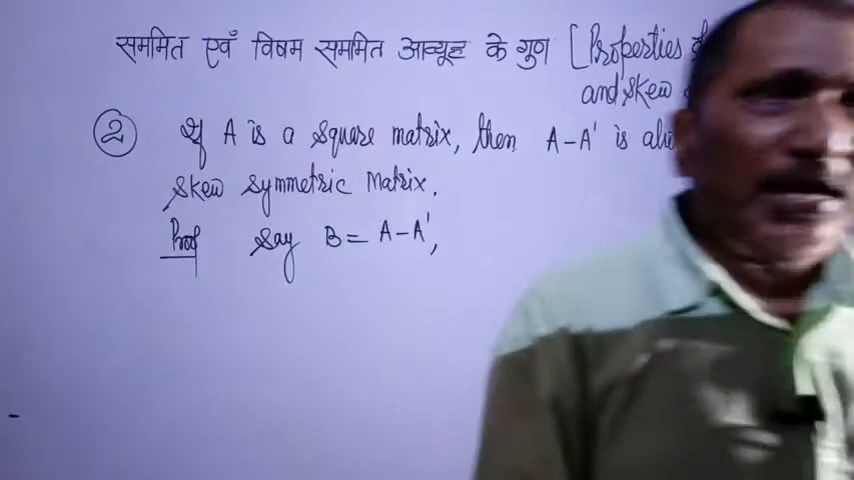 सममित एवँ विषम सममित आव्यूह के गुण [Properties
and skew
② If A is a square matrix, then A-A' is
skew symmetric Matrix.
Proof Say B = A-A',